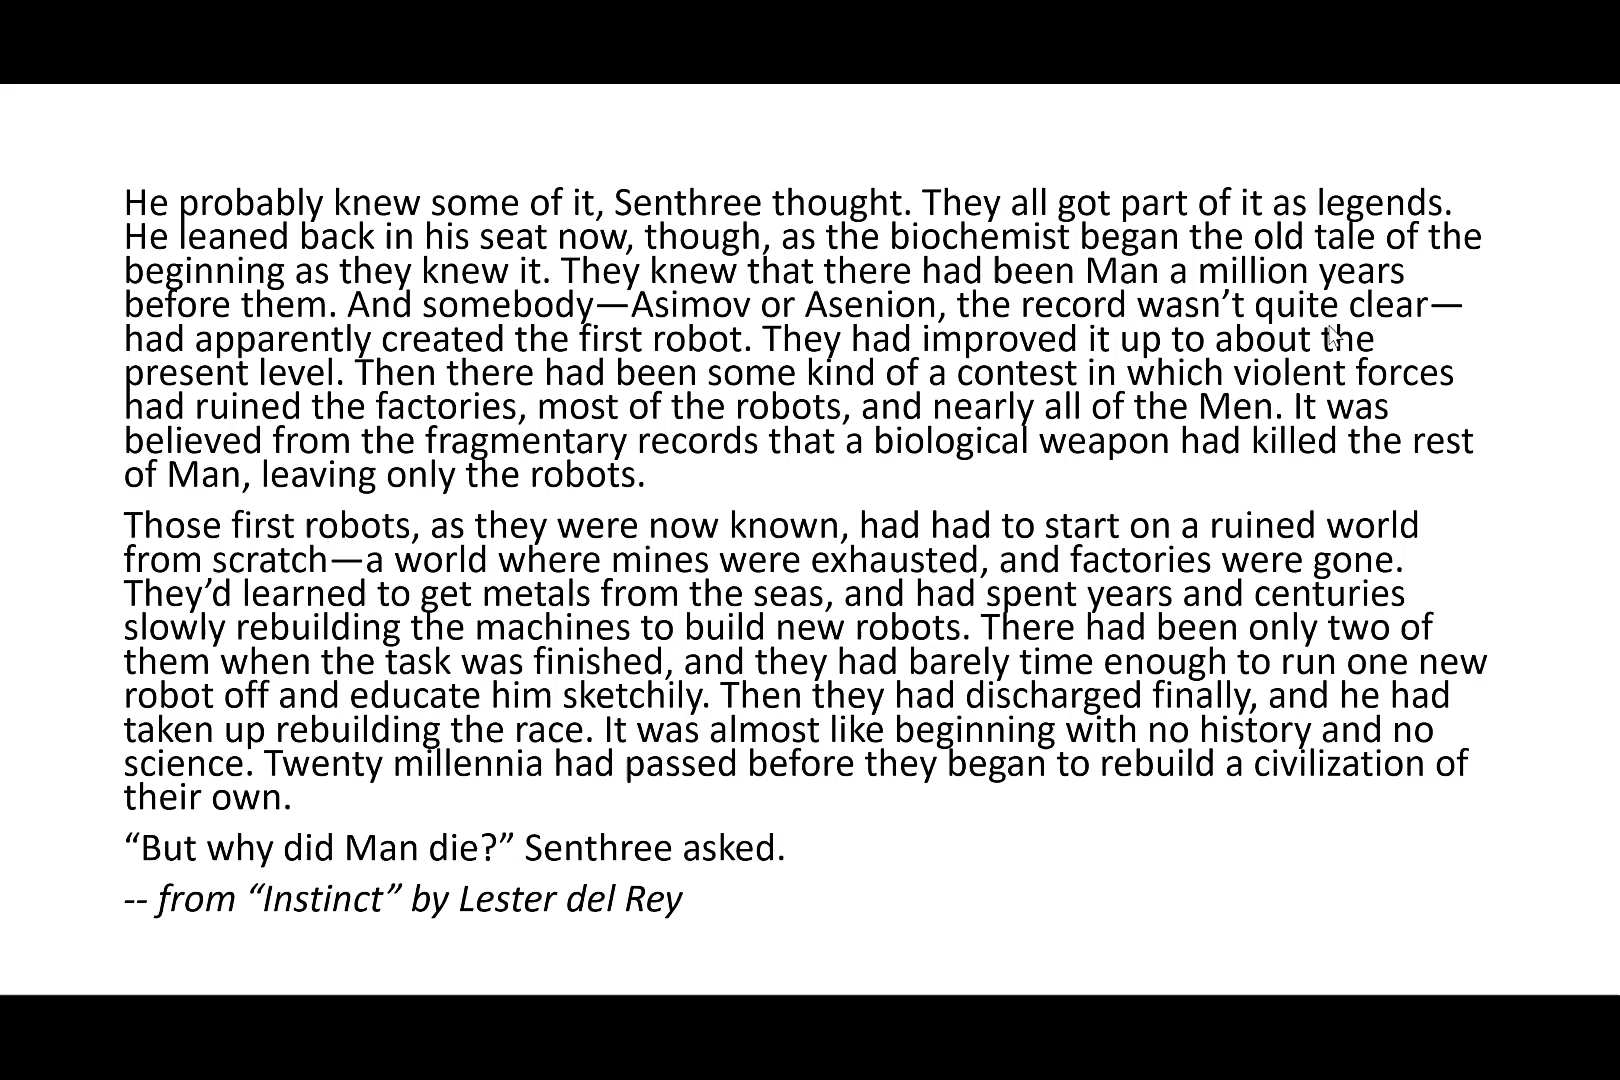 He probably knew some of it, Senthree thought. They all got part of it as legends.
He leaned back in his seat now, though, as the biochemist began the old tale of the
beginning as they knew it. They knew that there had been Man a million years
before them. And somebody—Asimov or Asenion, the record wasn’t quite clear—
had apparently created the first robot. They had improved it up to about the
present level. Then there had been some kind of a contest in which violent forces
had ruined the factories, most of the robots, and nearly all of the Men. It was
believed from the fragmentary records that a biological weapon had killed the rest
of Man, leaving only the robots.
Those first robots, as they were now known, had had to start on a ruined world
from scratch—a world where mines were exhausted, and factories were gone.
They’d learned to get metals from the seas, and had spent years and centuries
slowly rebuilding the machines to build new robots. There had been only two of
them when the task was finished, and they had barely time enough to run one new
robot off and educate him sketchily. Then they had discharged finally, and he had
taken up rebuilding the race. It was almost like beginning with no history and no
science. Twenty millennia had passed before they began to rebuild a civilization of
their own.
“But why did Man die?” Senthree asked.
-- from “Instinct” by Lester del Rey